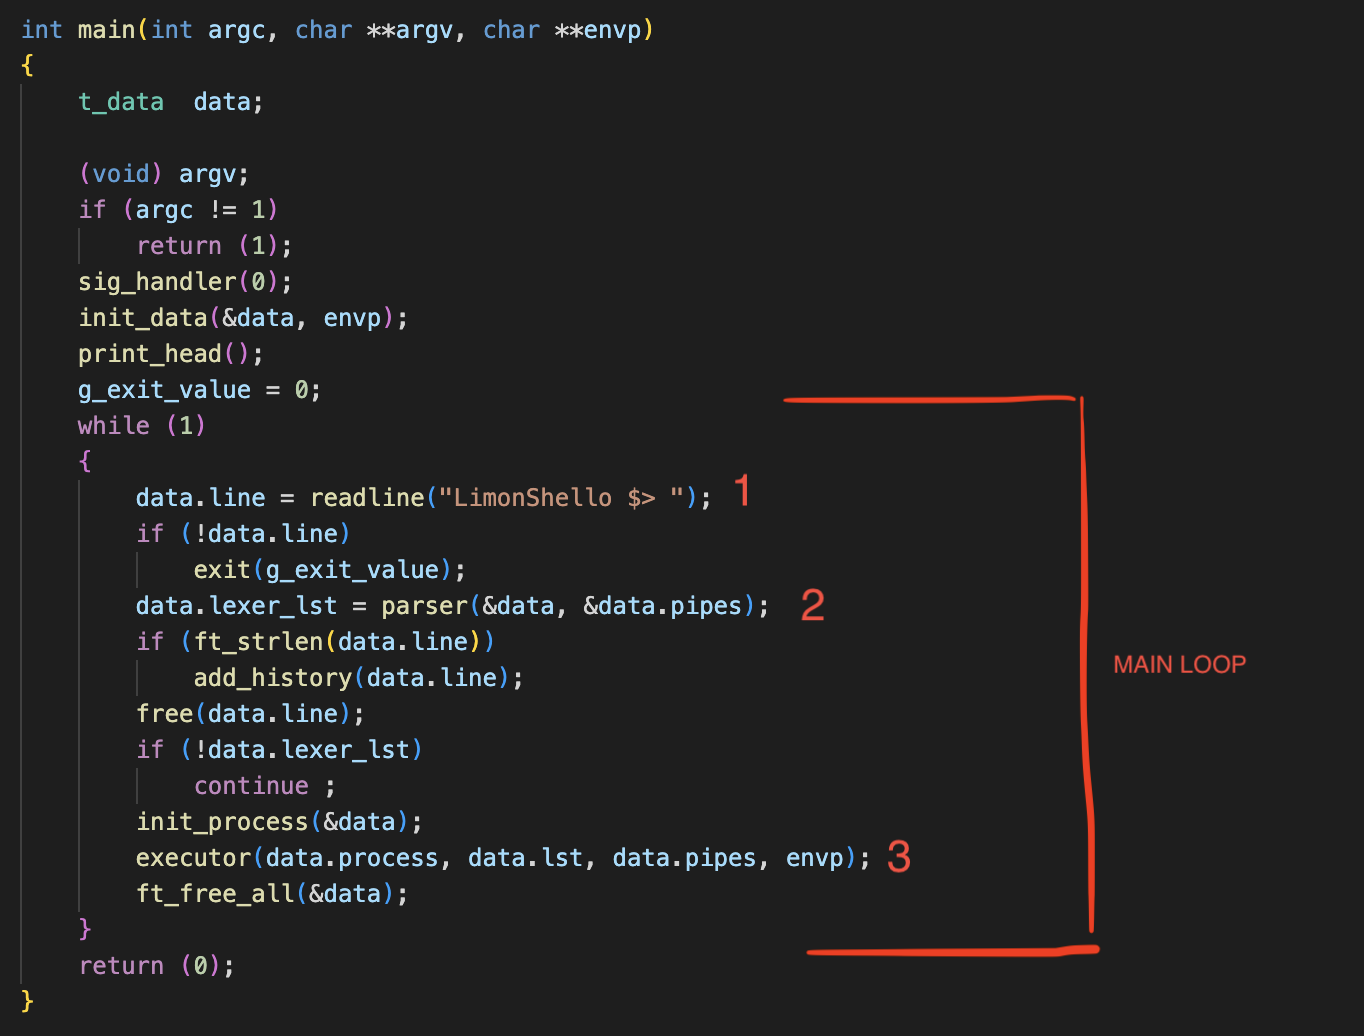 int main(int argc, char **argv, char **envp)
{
    t_data  data;

    (void) argv;
    if (argc != 1)
        return (1);
    sig_handler(0);
    init_data(&data, envp);
    print_head();
    g_exit_value = 0;
    while (1)
    {
        data.line = readline("LimonShello $> "); 1
        if (!data.line)
            exit(g_exit_value);
        data.lexer_lst = parser(&data, &data.pipes); 2
        if (ft_strlen(data.line))
            add_history(data.line);
        free(data.line);
        if (!data.lexer_lst)
            continue ;
        init_process(&data);
        executor(data.process, data.lst, data.pipes, envp); 3
        ft_free_all(&data);
    }
    return (0);
}
MAIN LOOP